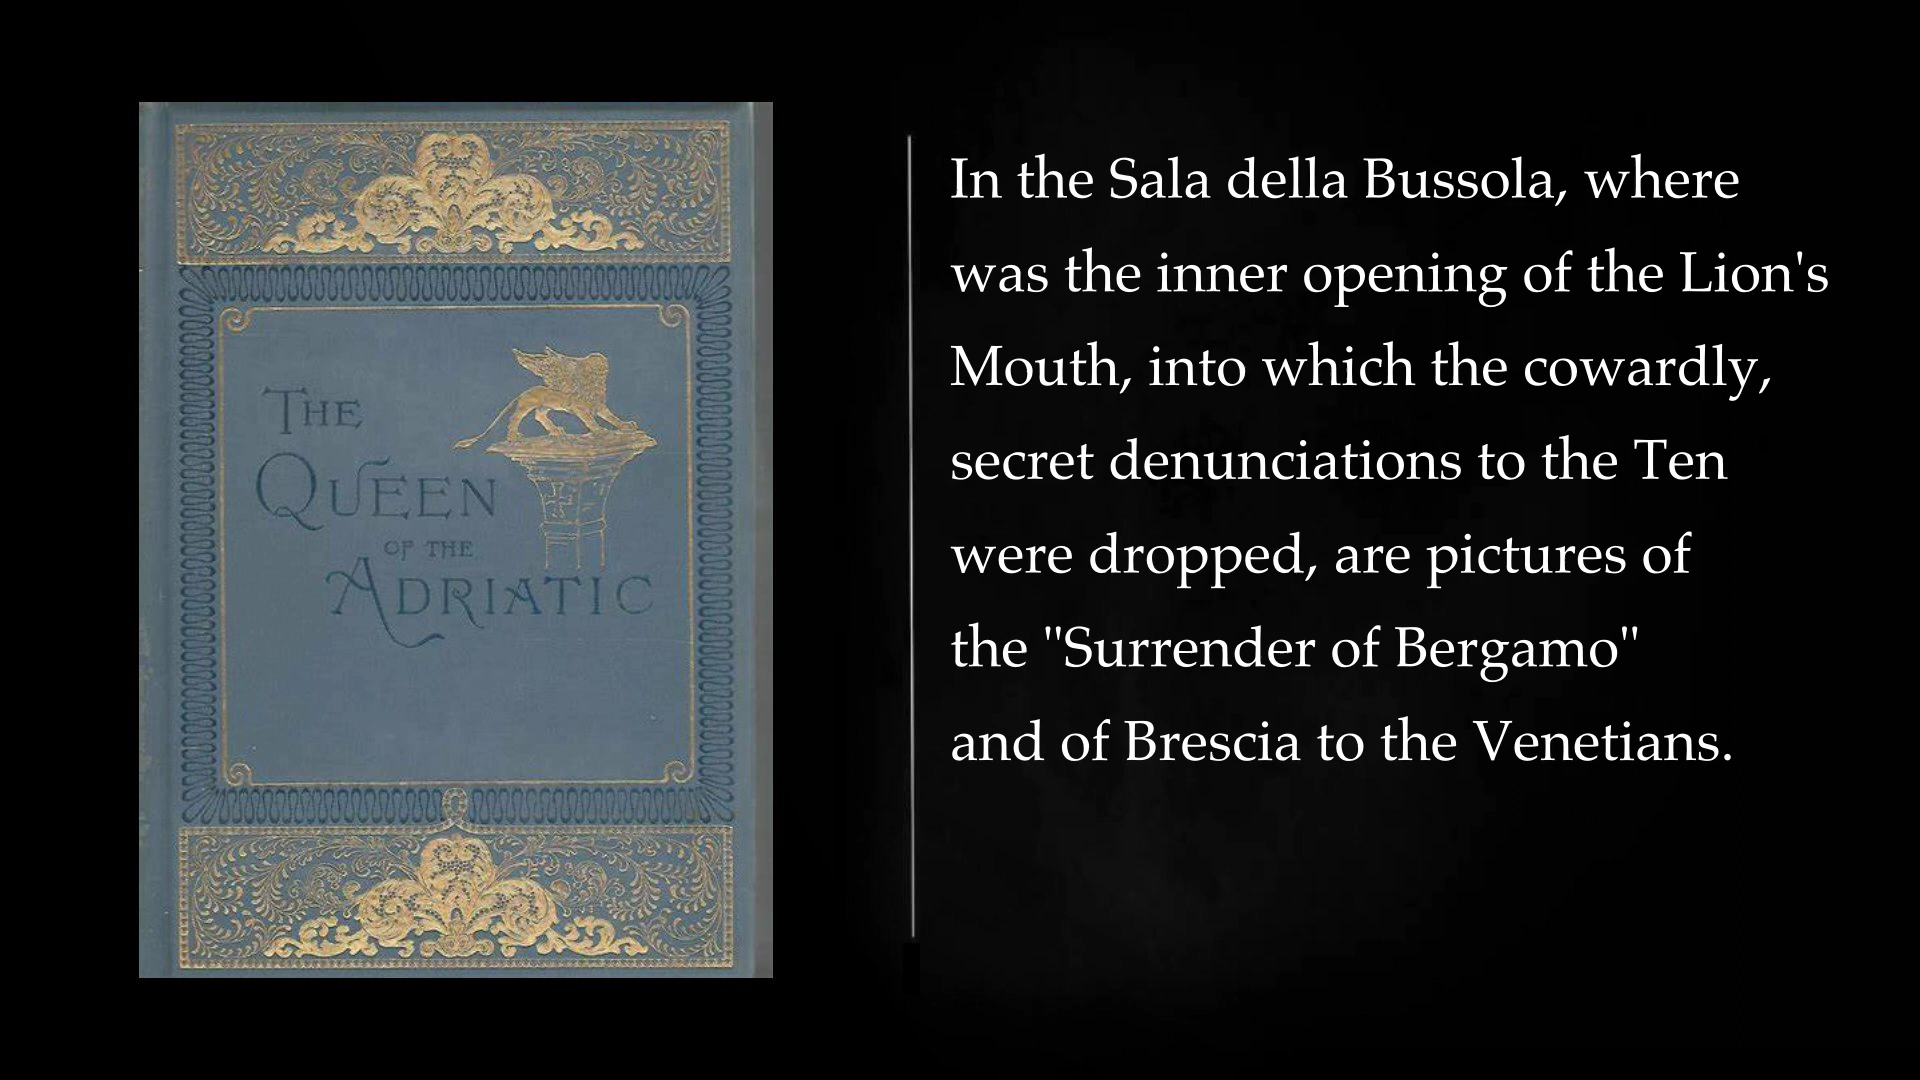 THE
QUEEN
OF THE
ADRIATIC
In the Sala della Bussola, where
was the inner opening of the Lion's
Mouth, into which the cowardly,
secret denunciations to the Ten
were dropped, are pictures of
the "Surrender of Bergamo"
and of Brescia to the Venetians.